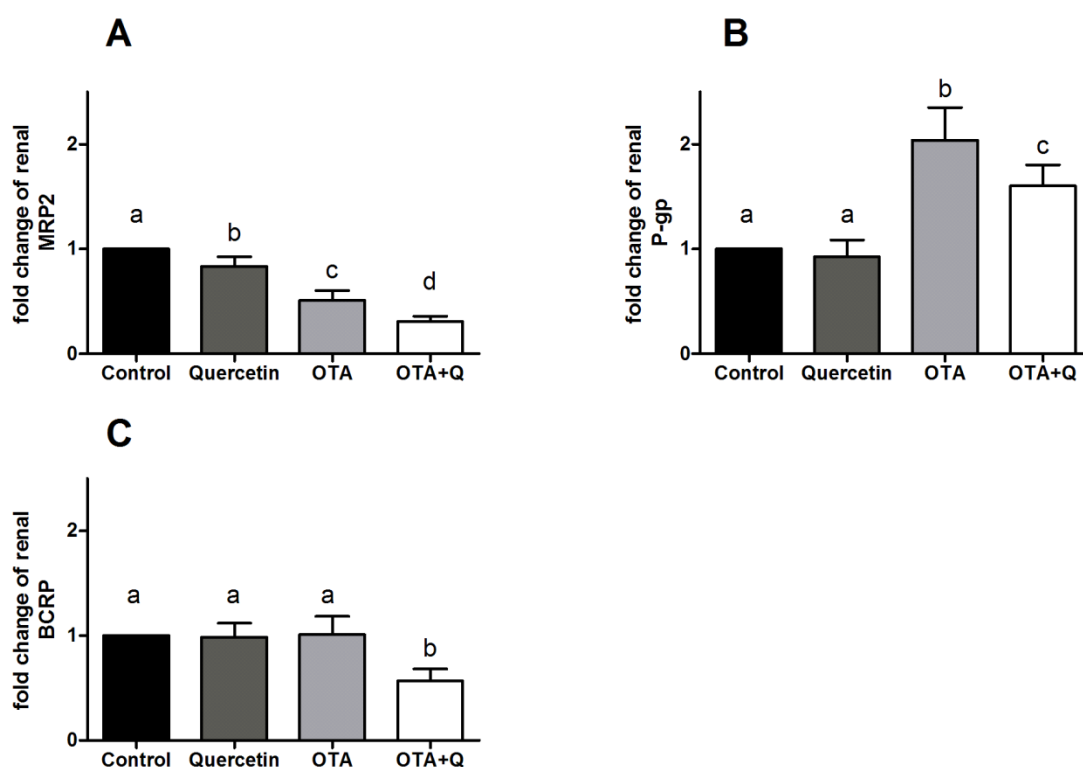 A
fold change of renal
MRP2
2
1
0
a
b
c
d
Control Quercetin OTA OTA+Q
B
fold change of renal
P-gp
2
1
0
a
a
b
c
Control Quercetin OTA OTA+Q
C
fold change of renal
BCRP
2
1
0
a
a
a
b
Control Quercetin OTA OTA+Q